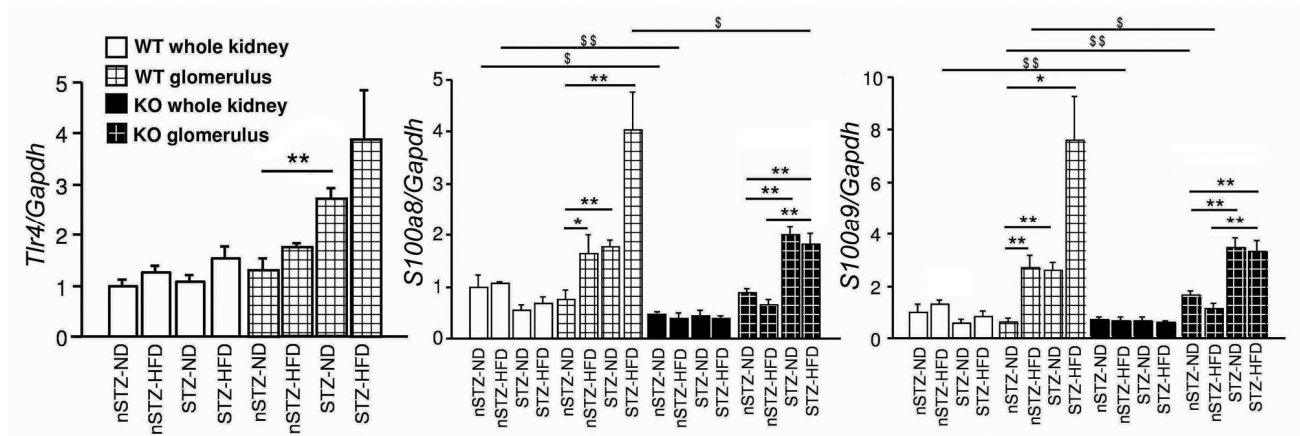 WT whole kidney
WT glomerulus
KO whole kidney
KO glomerulus
Tlr4/Gapdh
5
4
3
2
1
0
**
nSTZ-ND
nSTZ-HFD
STZ-ND
STZ-HFD
nSTZ-ND
nSTZ-HFD
STZ-ND
STZ-HFD
S100a8/Gapdh
5
4
3
2
1
0
$
$$
$
**
**
*
**
**
**
nSTZ-ND
nSTZ-HFD
STZ-ND
STZ-HFD
nSTZ-ND
nSTZ-HFD
STZ-ND
STZ-HFD
nSTZ-ND
nSTZ-HFD
STZ-ND
STZ-HFD
nSTZ-ND
nSTZ-HFD
STZ-ND
STZ-HFD
S100a9/Gapdh
10
8
6
4
2
0
$
$$
$$
*
**
**
**
**
**
nSTZ-ND
nSTZ-HFD
STZ-ND
STZ-HFD
nSTZ-ND
nSTZ-HFD
STZ-ND
STZ-HFD
nSTZ-ND
nSTZ-HFD
STZ-ND
STZ-HFD
nSTZ-ND
nSTZ-HFD
STZ-ND
STZ-HFD